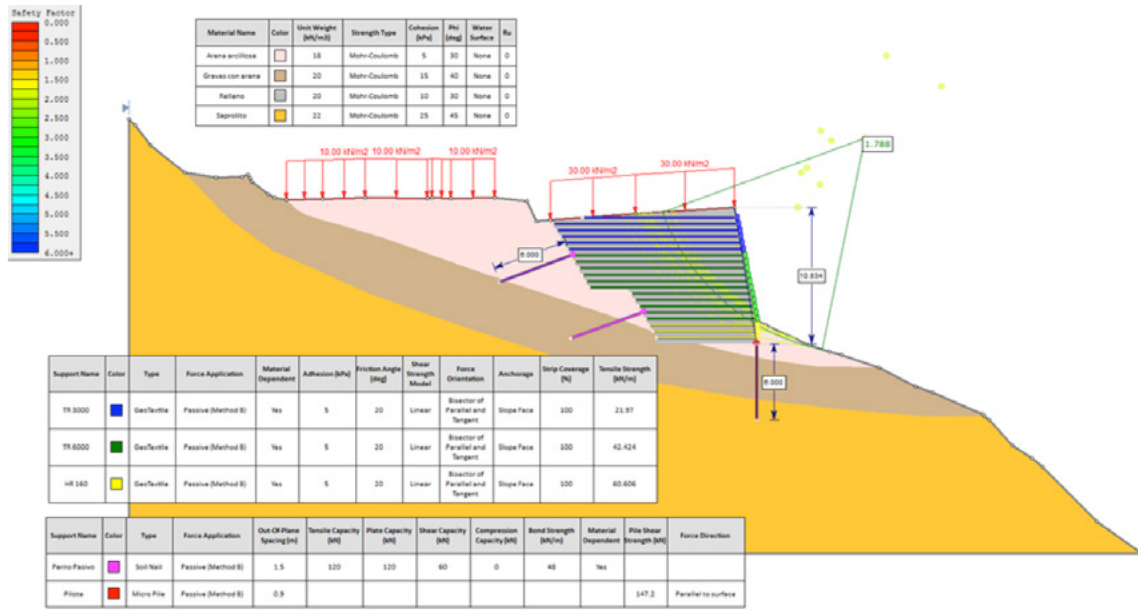 Safety Factor
0.000
0.500
1.000
1.500
2.000
2.500
3.000
3.500
4.000
4.500
5.000
5.500
6.000+
Material Name Color Unit Weight (kN/m3) Strength Type Cohesion (kPa) Phi (deg) Water Surface Ru
Arena arcillosa 18 Mohr-Coulomb 5 30 None 0
Gravas con arena 20 Mohr-Coulomb 15 40 None 0
Relleno 20 Mohr-Coulomb 10 30 None 0
Saprolito 22 Mohr-Coulomb 25 45 None 0
10.00 kN/m2 10.00 kN/m2 10.00 kN/m2
30.00 kN/m2 30.00 kN/m2
1.788
6.000
10.834
6.000
Support Name Color Type Force Application Material Dependent Adhesion (kPa) Friction Angle (deg) Shear Strength Model Force Orientation Anchorage Strip Coverage (%) Tensile Strength (kN/m)
TR 3000 GeoTextile Passive (Method B) Yes 5 20 Linear Bisector of Parallel and Tangent Slope Face 100 21.97
TR 6000 GeoTextile Passive (Method B) Yes 5 20 Linear Bisector of Parallel and Tangent Slope Face 100 42.424
HR 160 GeoTextile Passive (Method B) Yes 5 20 Linear Bisector of Parallel and Tangent Slope Face 100 60.606
Support Name Color Type Force Application Out-Of-Plane Spacing (m) Tensile Capacity (kN) Plate Capacity (kN) Shear Capacity (kN) Compression Capacity (kN) Bond Strength (kN/m) Material Dependent Pile Shear Strength (kN) Force Direction
Perno Pasivo Soil Nail Passive (Method B) 1.5 120 120 60 0 48 Yes
Pilote Micro Pile Passive (Method B) 0.9 147.2 Parallel to surface